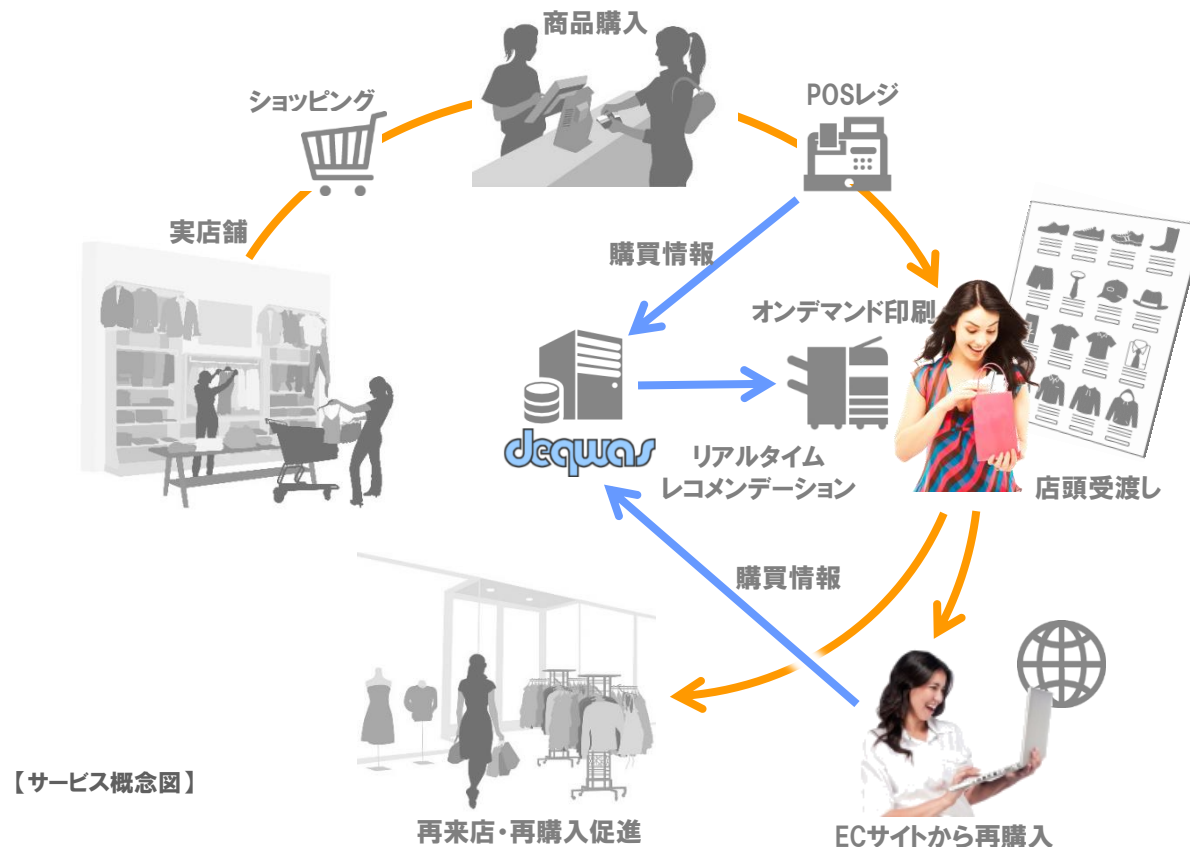 商品購入
ショッピング
POSレジ
実店舗
購買情報
オンデマンド印刷
dequas
リアルタイム
レコメンデーション
店頭受渡し
購買情報
【サービス概念図】
再来店・再購入促進
ECサイトから再購入